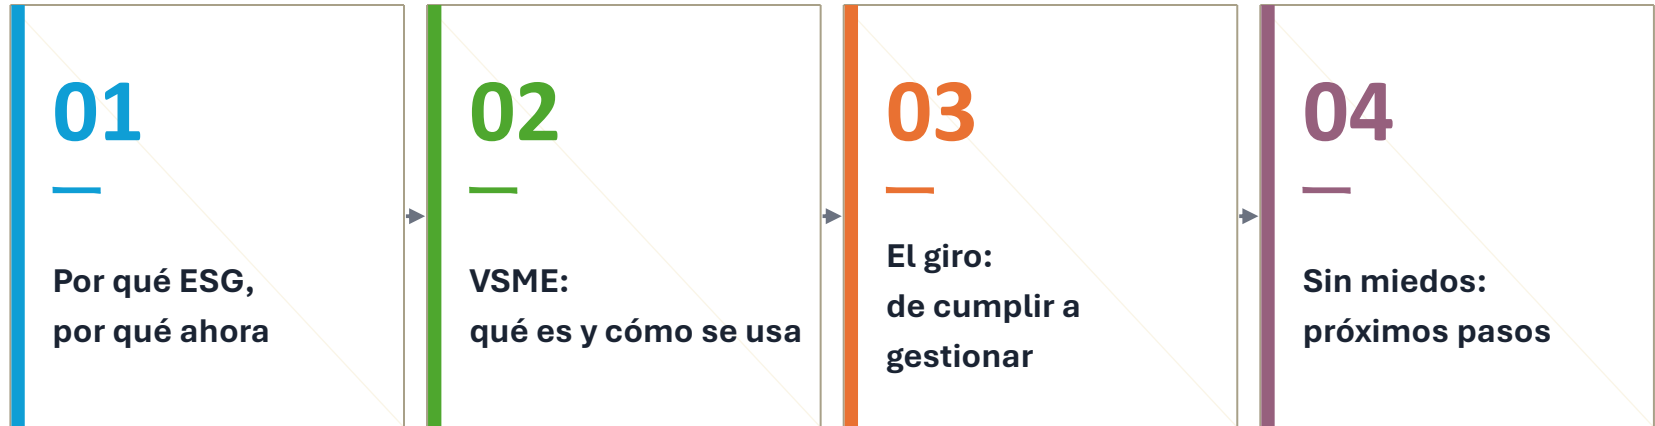 01
Por qué ESG,
por qué ahora
02
VSME:
qué es y cómo se usa
03
El giro:
de cumplir a
gestionar
04
Sin miedos:
próximos pasos